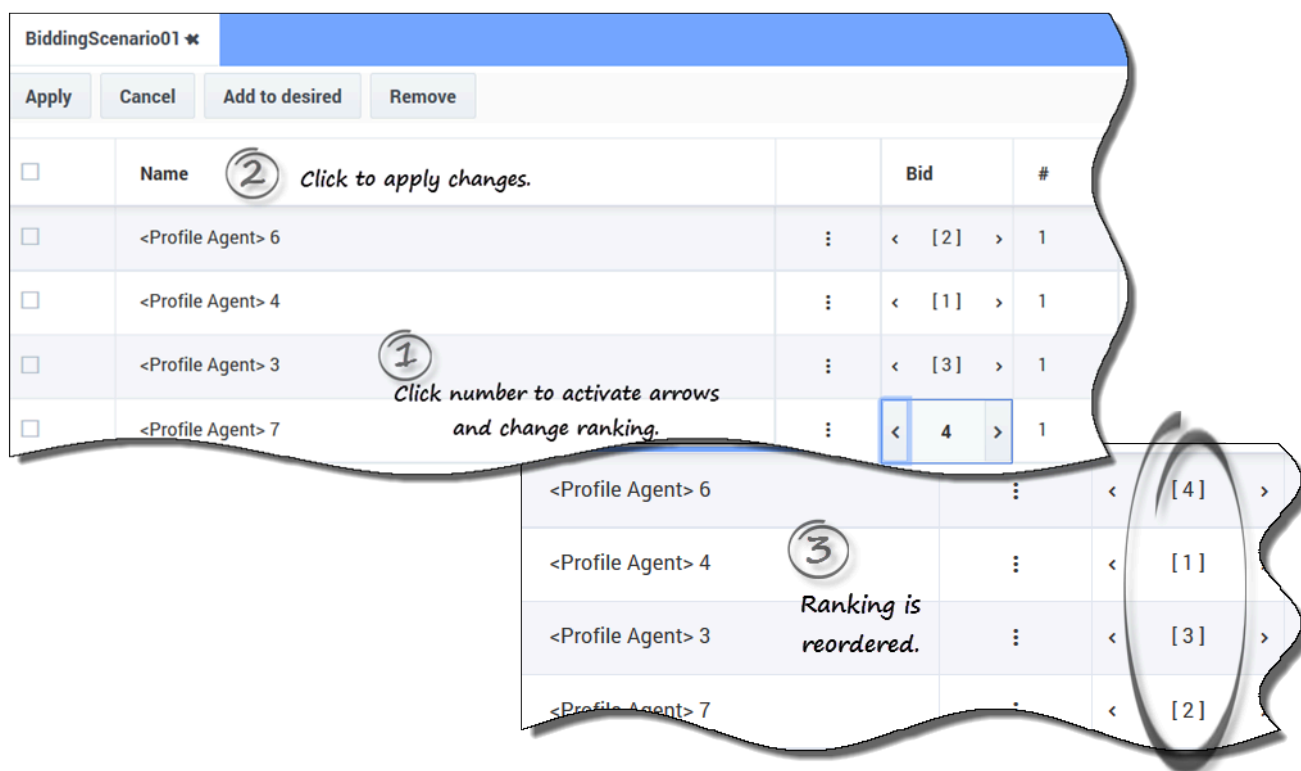 BiddingScenario01 ✖
Apply Cancel Add to desired Remove
Name Bid #
2 Click to apply changes.
<Profile Agent> 6 ⋮ < [ 2 ] > 1
<Profile Agent> 4 ⋮ < [ 1 ] > 1
<Profile Agent> 3 ⋮ < [ 3 ] > 1
1
Click number to activate arrows
and change ranking.
<Profile Agent> 7 ⋮ < 4 > 1
<Profile Agent> 6 ⋮ < [ 4 ] >
<Profile Agent> 4 ⋮ < [ 1 ]
3
Ranking is
reordered.
<Profile Agent> 3 ⋮ < [ 3 ] >
<Profile Agent> 7 < [ 2 ]